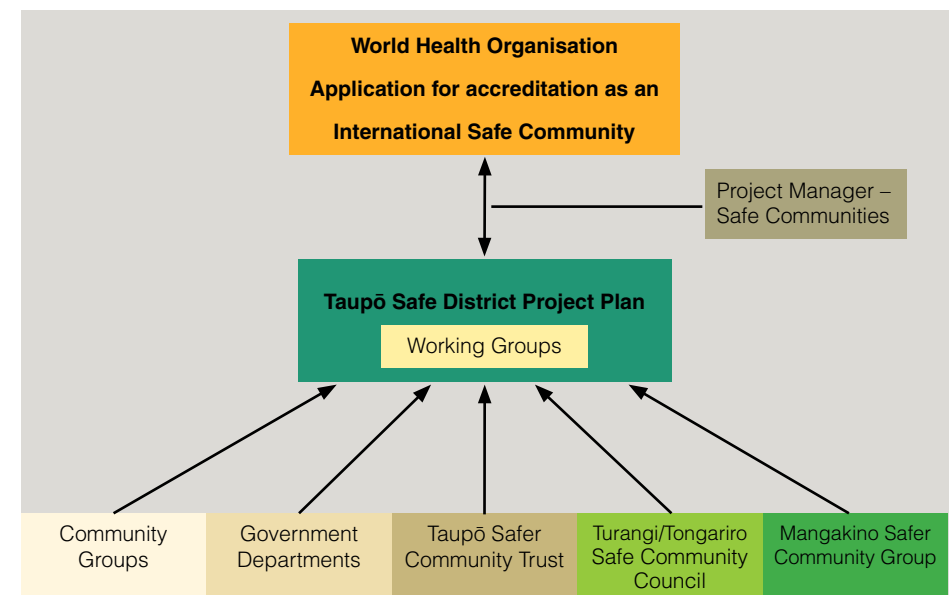 World Health Organisation
Application for accreditation as an
International Safe Community
Project Manager –
Safe Communities
Taupō Safe District Project Plan
Working Groups
Community
Groups
Government
Departments
Taupō Safer
Community Trust
Turangi/Tongariro
Safe Community
Council
Mangakino Safer
Community Group